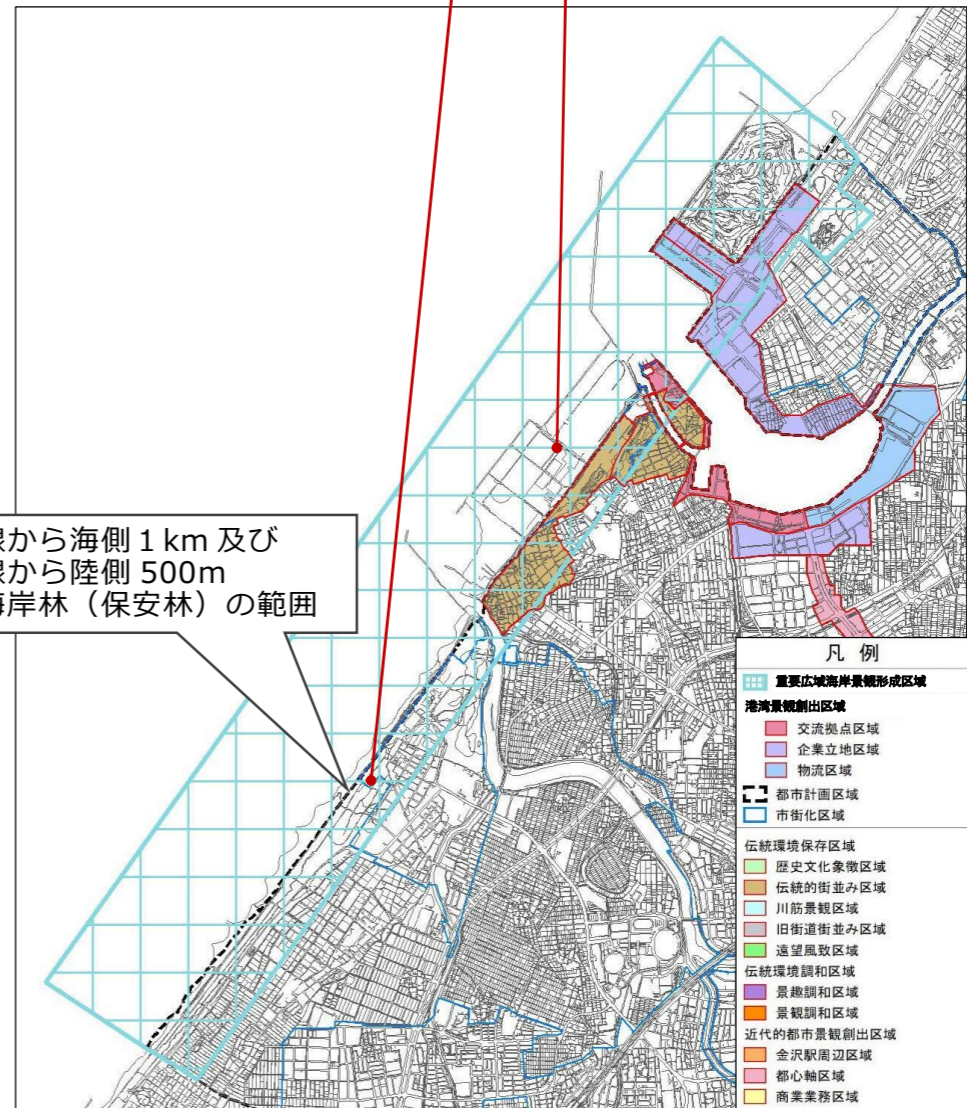 線から海側１km 及び
線から陸側 500m
海岸林（保安林）の範囲
凡 例
重要広域海岸景観形成区域
港湾景観創出区域
交流拠点区域
企業立地区域
物流区域
都市計画区域
市街化区域
伝統環境保存区域
歴史文化象徴区域
伝統的街並み区域
川筋景観区域
旧街道街並み区域
遠望風致区域
伝統環境調和区域
景趣調和区域
景観調和区域
近代的都市景観創出区域
金沢駅周辺区域
都心軸区域
商業業務区域